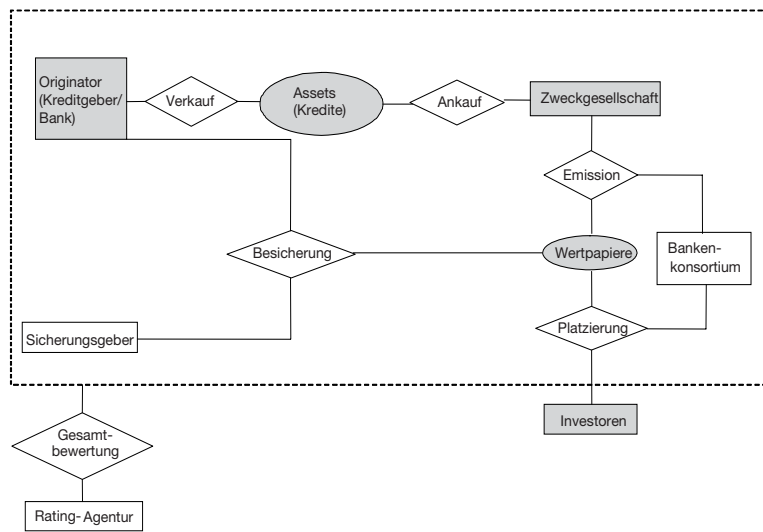 Originator
(Kreditgeber/
Bank)
Verkauf
Assets
(Kredite)
Ankauf
Zweckgesellschaft
Emission
Besicherung
Wertpapiere
Banken-
konsortium
Sicherungsgeber
Platzierung
Investoren
Gesamt-
bewertung
Rating-Agentur